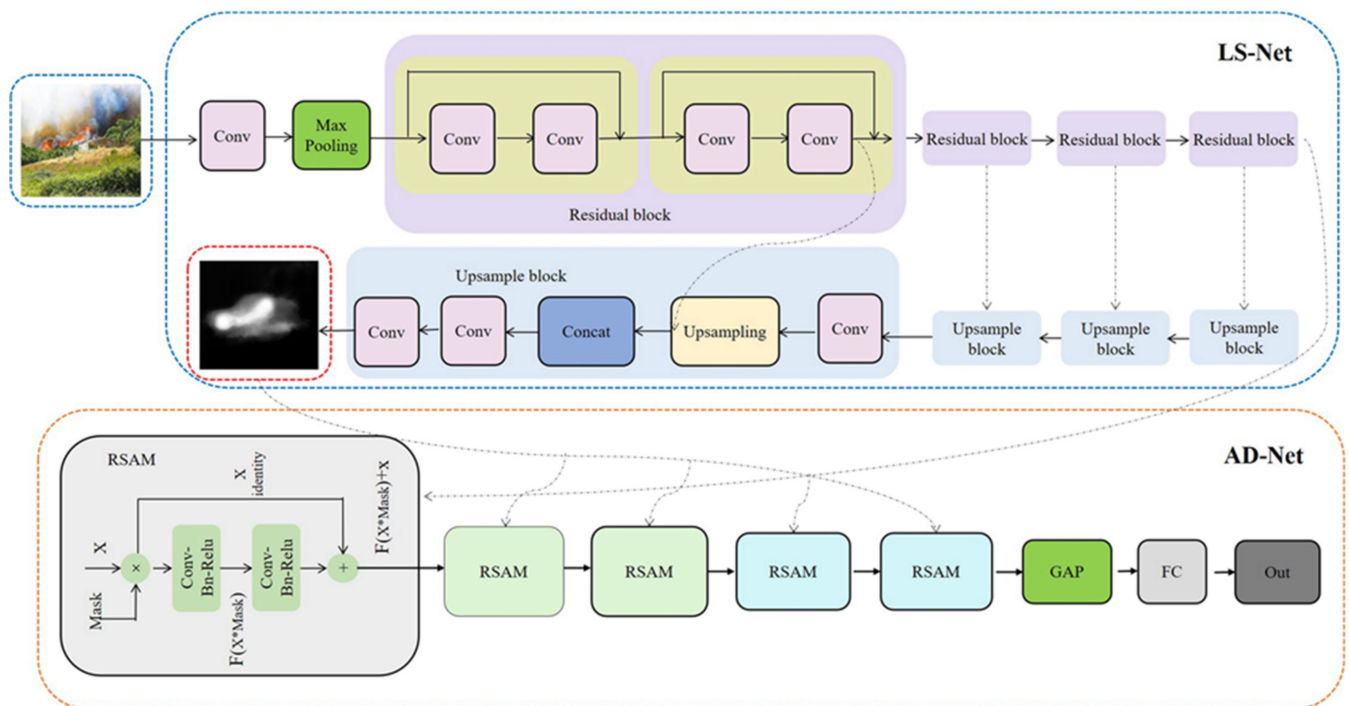 LS-Net
Conv
Max
Pooling
Conv
Conv
Conv
Conv
Residual block
Residual block
Residual block
Residual block
Upsample block
Conv
Conv
Concat
Upsampling
Conv
Upsample
block
Upsample
block
Upsample
block
AD-Net
RSAM
X
identity
F(X*Mask)+x
X
Mask
×
Conv-
Bn-Relu
F(X*Mask)
Conv-
Bn-Relu
+
RSAM
RSAM
RSAM
RSAM
GAP
FC
Out